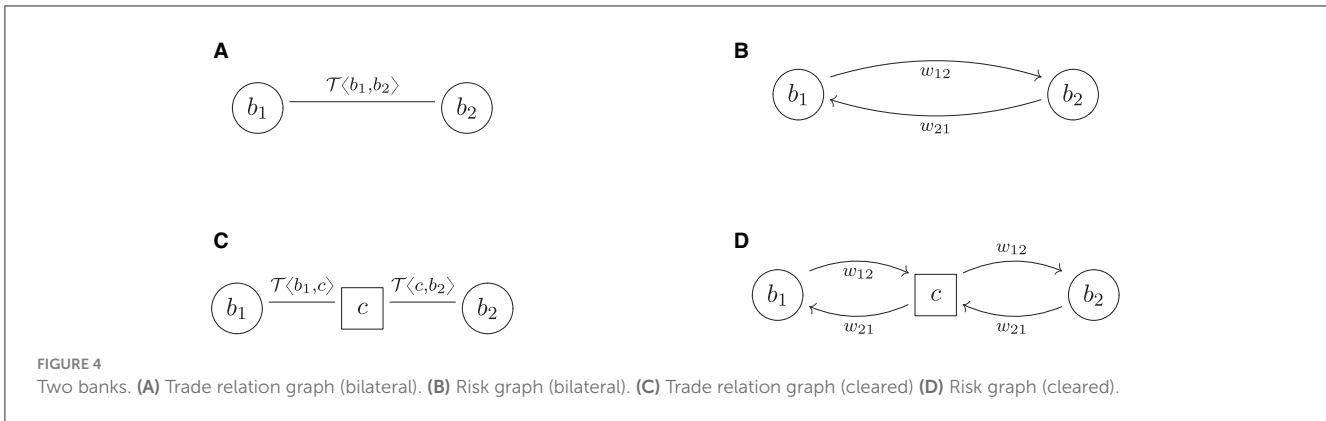 A
B
𝒯⟨b₁,b₂⟩
b₁
b₂
w₁₂
b₁
b₂
w₂₁
C
D
𝒯⟨b₁,c⟩
𝒯⟨c,b₂⟩
b₁
c
b₂
w₁₂
w₁₂
b₁
c
b₂
w₂₁
w₂₁
FIGURE 4
Two banks. (A) Trade relation graph (bilateral). (B) Risk graph (bilateral). (C) Trade relation graph (cleared) (D) Risk graph (cleared).